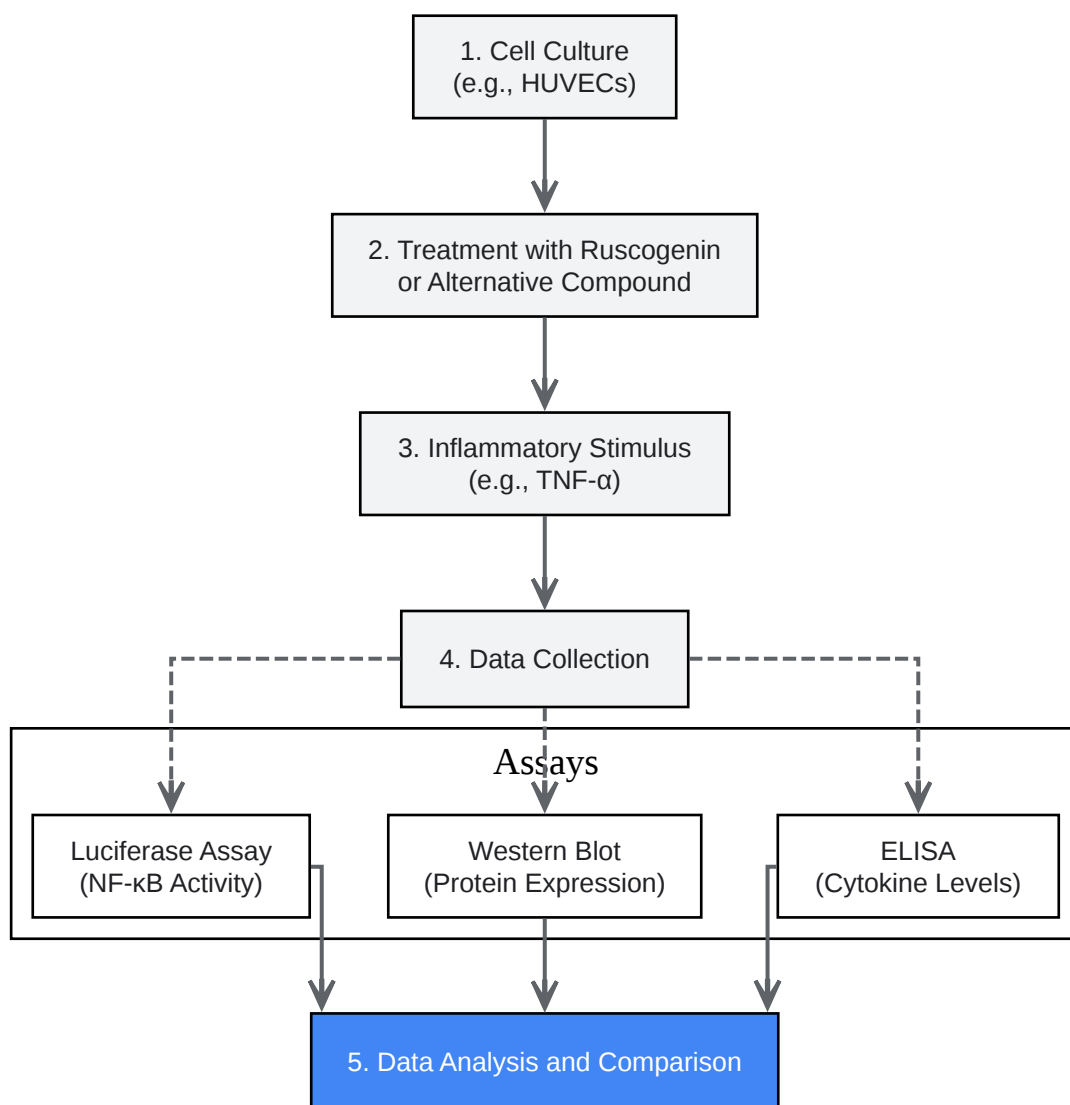 1. Cell Culture
(e.g., HUVECs)
2. Treatment with Ruscogenin
or Alternative Compound
3. Inflammatory Stimulus
(e.g., TNF-α)
4. Data Collection
Assays
Luciferase Assay
(NF-κB Activity)
Western Blot
(Protein Expression)
ELISA
(Cytokine Levels)
5. Data Analysis and Comparison